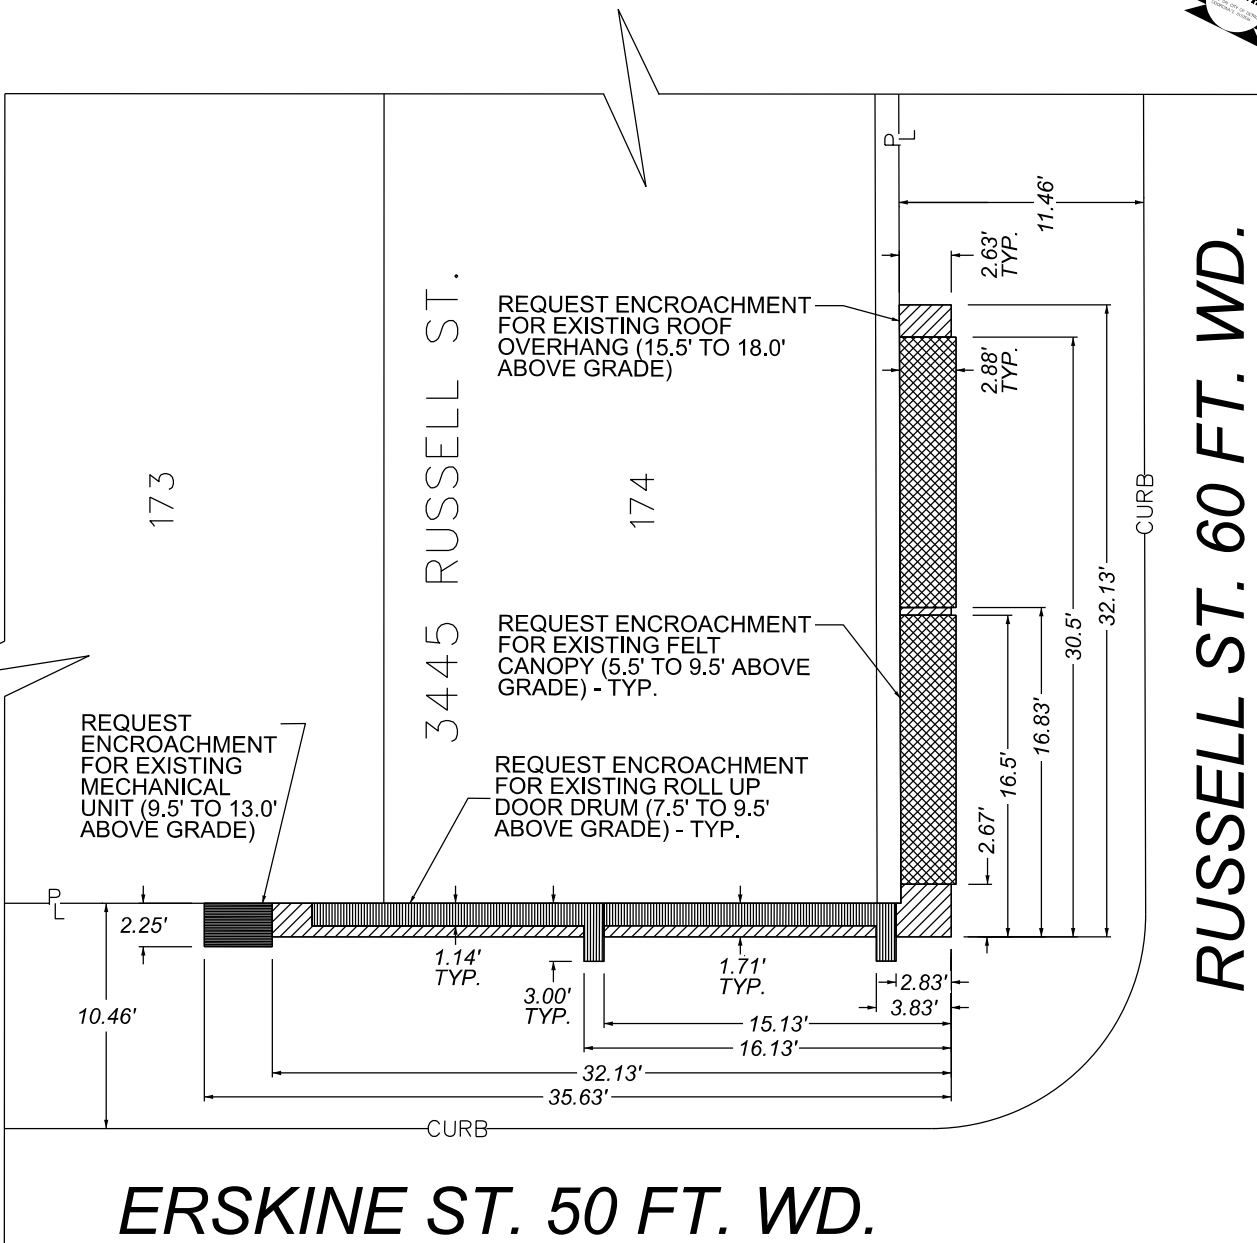 P
L
11.46'
2.63'
TYP.
REQUEST ENCROACHMENT
FOR EXISTING ROOF
OVERHANG (15.5' TO 18.0'
ABOVE GRADE)
2.88'
TYP.
173
3445 RUSSELL ST.
174
CURB
RUSSELL ST. 60 FT. WD.
32.13'
30.5'
16.83'
16.5'
2.67'
REQUEST ENCROACHMENT
FOR EXISTING FELT
CANOPY (5.5' TO 9.5' ABOVE
GRADE) - TYP.
REQUEST
ENCROACHMENT
FOR EXISTING
MECHANICAL
UNIT (9.5' TO 13.0'
ABOVE GRADE)
REQUEST ENCROACHMENT
FOR EXISTING ROLL UP
DOOR DRUM (7.5' TO 9.5'
ABOVE GRADE) - TYP.
P
L
2.25'
10.46'
1.14'
TYP.
3.00'
TYP.
1.71'
TYP.
2.83'
3.83'
15.13'
16.13'
32.13'
35.63'
CURB
ERSKINE ST. 50 FT. WD.